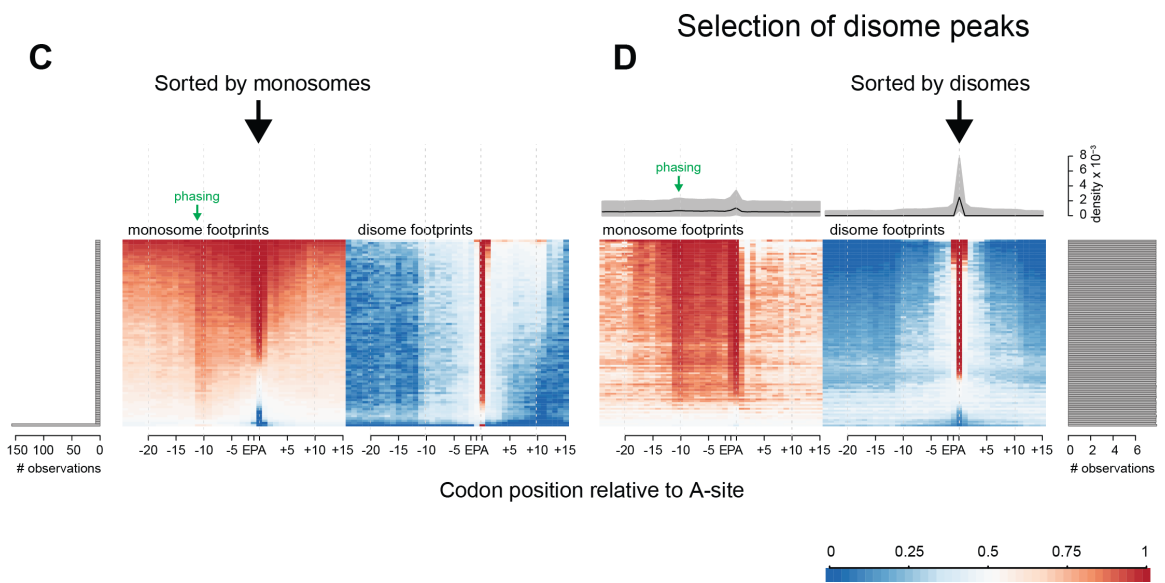 Selection of disome peaks
C
D
Sorted by monosomes
Sorted by disomes
phasing
phasing
8
6
4
2
0
density x 10⁻³
monosome footprints
disome footprints
monosome footprints
disome footprints
150 100 50 0
# observations
-20 -10 -5 EPA +5 +10 +15
-20 -10 -5 EPA +5 +10 +15
-20 -10 -5 EPA +5 +10 +15
-20 -10 -5 EPA +5 +10 +15
0 2 4 6
# observations
Codon position relative to A-site
0 0.25 0.5 0.75 1